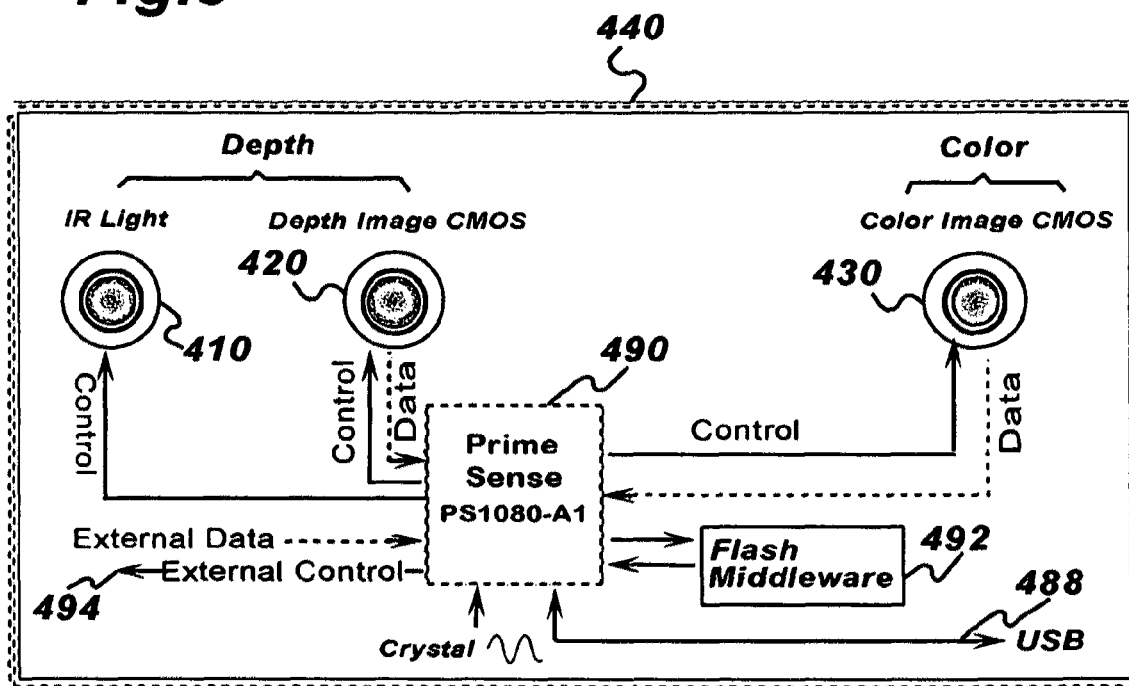 440
Depth
Color
IR Light
Depth Image CMOS
Color Image CMOS
420
430
410
490
Control
Control
Data
Prime
Sense
PS1080-A1
Control
Data
External Data
External Control
494
Flash
Middleware
492
488
Crystal
USB